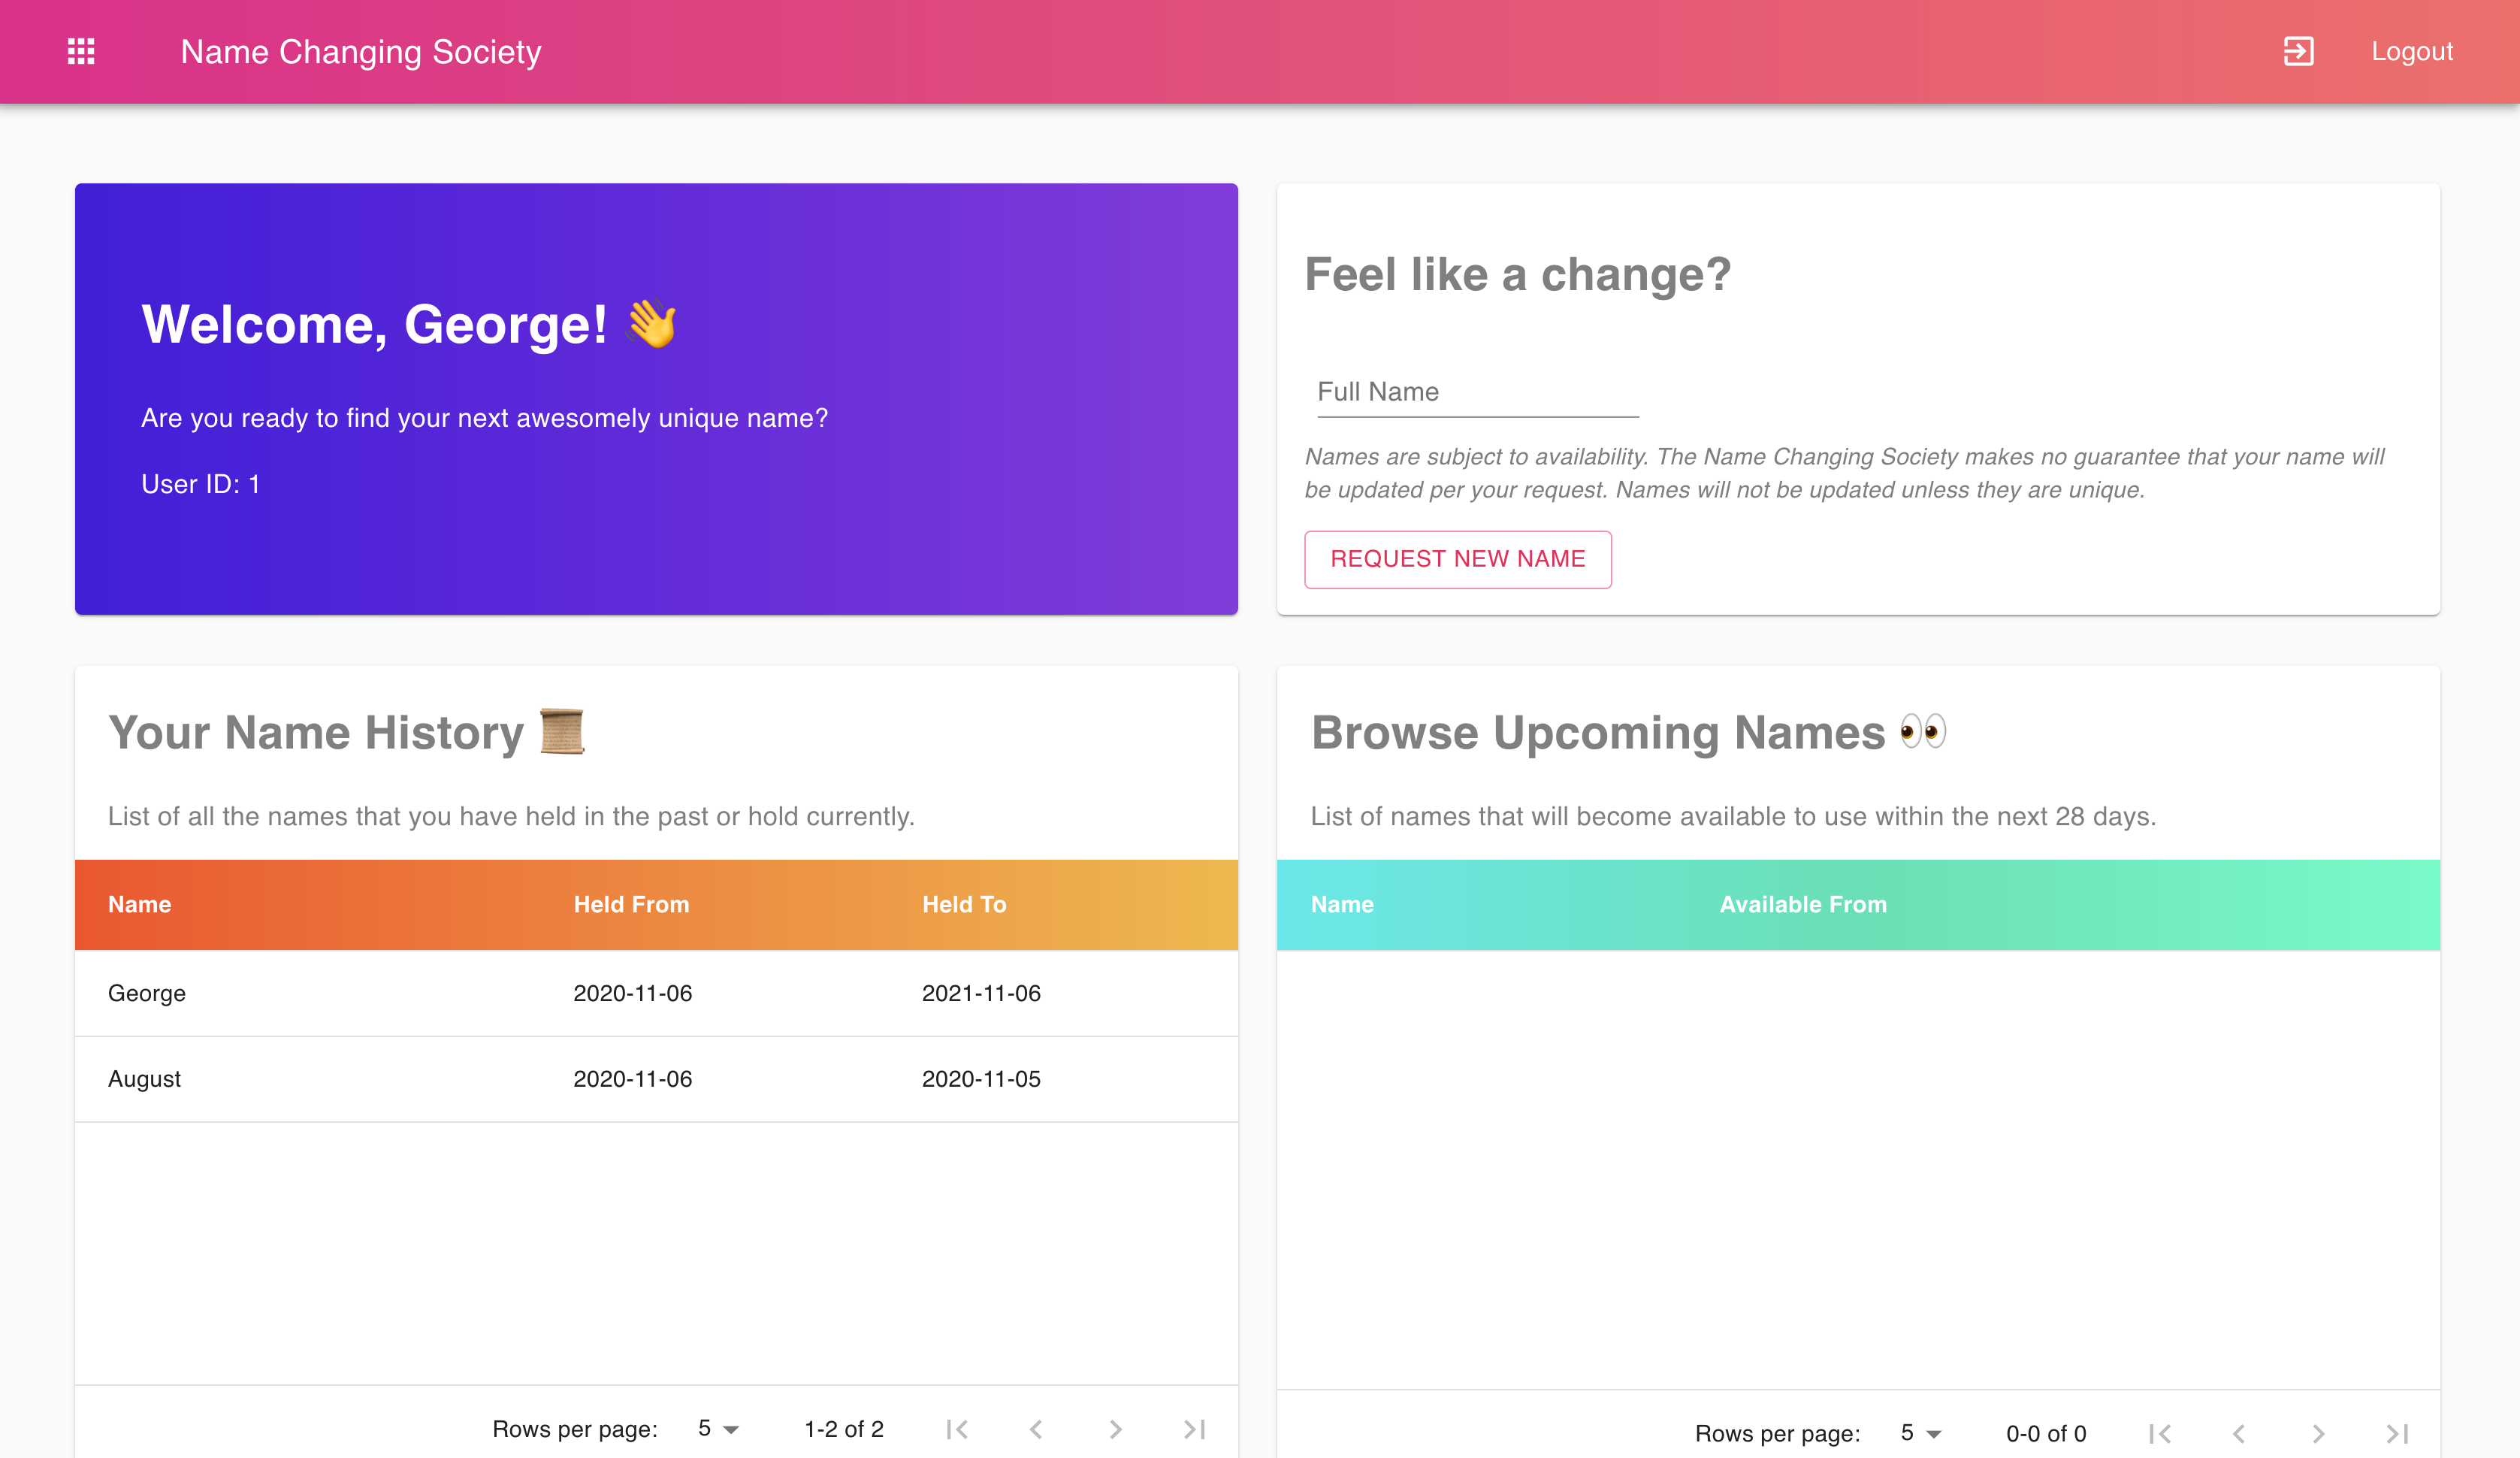 Name Changing Society
Logout
Welcome, George! 👋
Are you ready to find your next awesomely unique name?
User ID: 1
Feel like a change?
Full Name
Names are subject to availability. The Name Changing Society makes no guarantee that your name will
be updated per your request. Names will not be updated unless they are unique.
REQUEST NEW NAME
Your Name History 📜
List of all the names that you have held in the past or hold currently.
Name Held From Held To
George 2020-11-06 2021-11-06
August 2020-11-06 2020-11-05
Rows per page: 5 1-2 of 2
Browse Upcoming Names 👀
List of names that will become available to use within the next 28 days.
Name Available From
Rows per page: 5 0-0 of 0